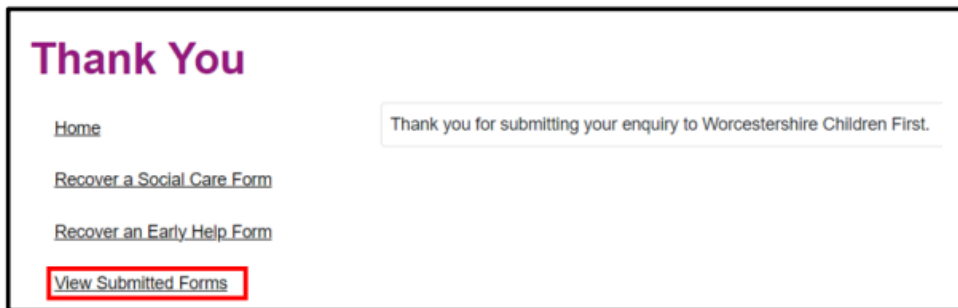 Thank You
Home
Thank you for submitting your enquiry to Worcestershire Children First.
Recover a Social Care Form
Recover an Early Help Form
View Submitted Forms